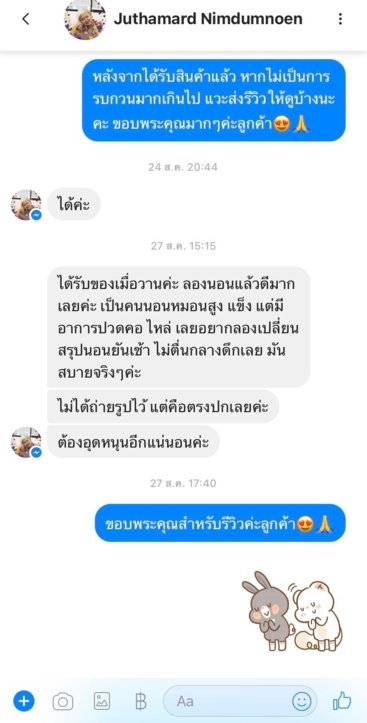 Juthamard Nimdumnoen
หลังจากได้รับสินค้าแล้ว หากไม่เป็นการ
รบกวนมากเกินไป แวะส่งรีวิวให้ดูบ้างนะ
คะ ขอบพระคุณมากๆค่ะลูกค้า😍🙏
24 ส.ค. 20:44
ได้ค่ะ
27 ส.ค. 15:15
ได้รับของเมื่อวานค่ะ ลองนอนแล้วดีมาก
เลยค่ะ เป็นคนนอนหมอนสูง แข็ง แต่มี
อาการปวดคอ ไหล่ เลยอยากลองเปลี่ยน
สรุปนอนยันเช้า ไม่ตื่นกลางดึกเลย มัน
สบายจริงๆค่ะ
ไม่ได้ถ่ายรูปไว้ แต่คือตรงปกเลยค่ะ
ต้องอุดหนุนอีกแน่นอนค่ะ
27 ส.ค. 17:40
ขอบพระคุณสำหรับรีวิวค่ะลูกค้า😍🙏
Aa